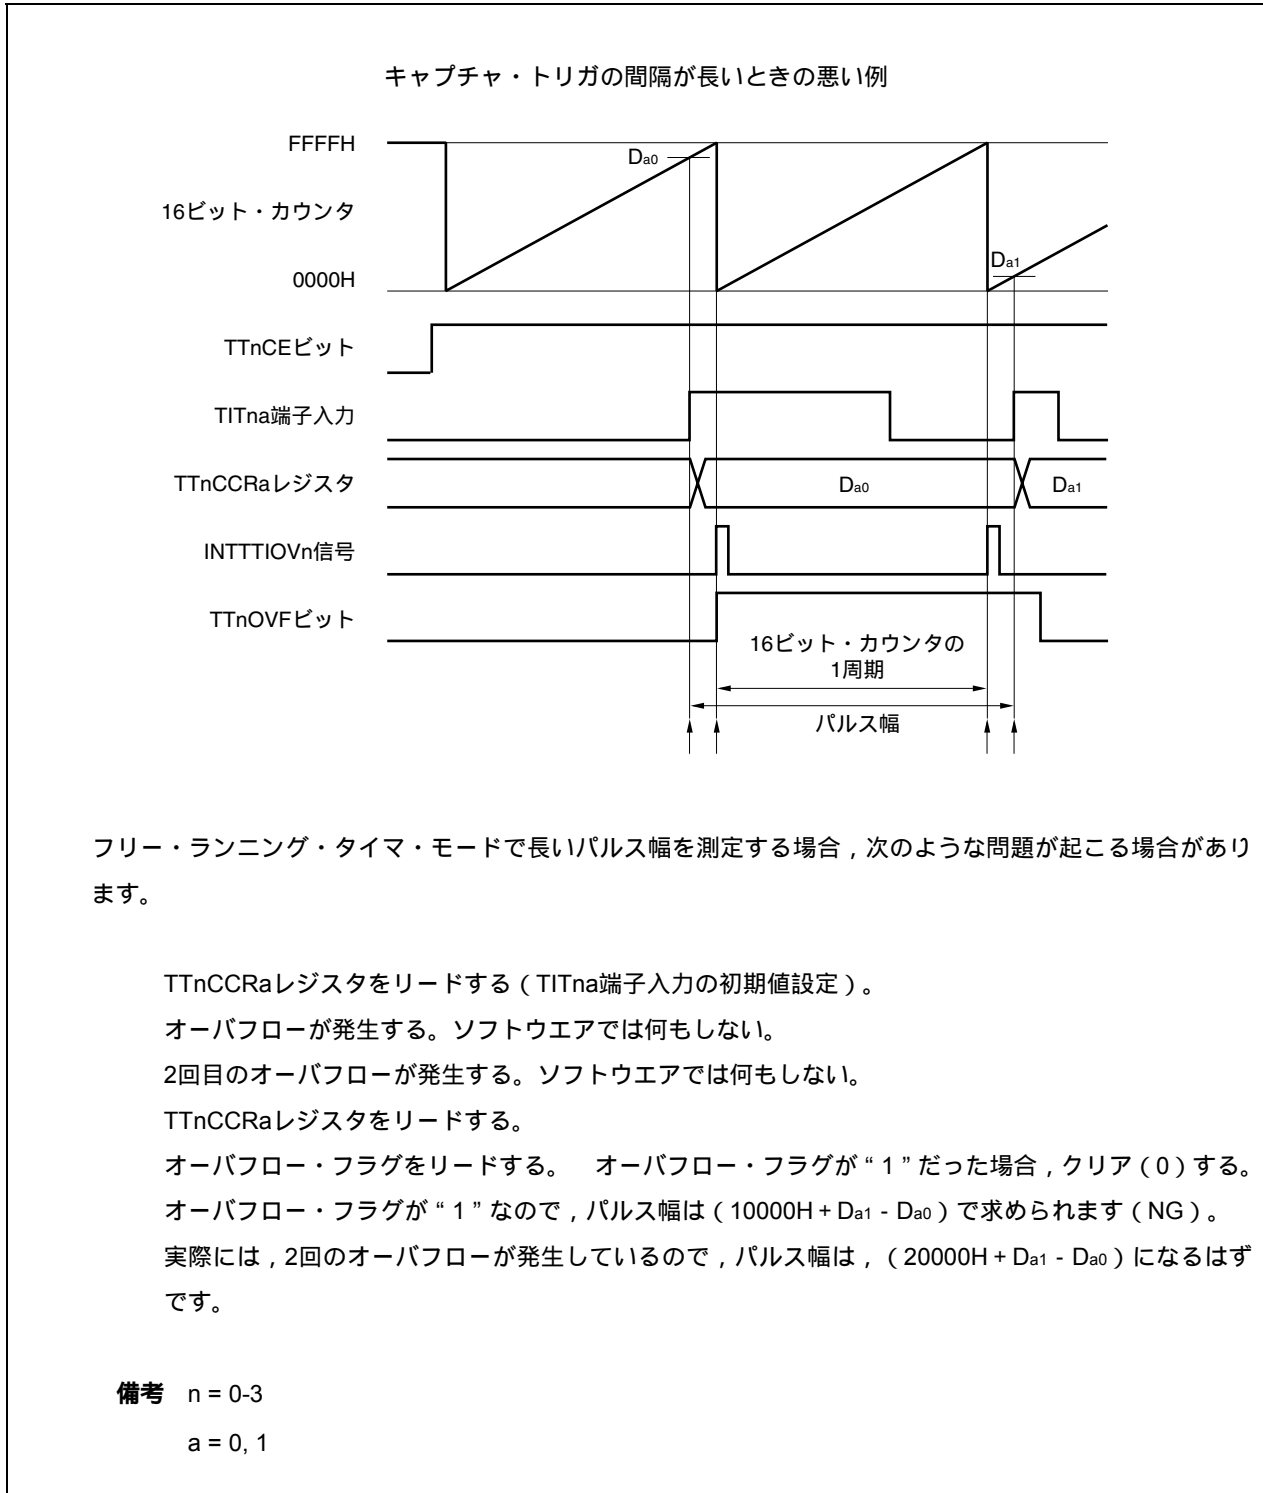 キャプチャ・トリガの間隔が長いときの悪い例
FFFFH
Da0
16ビット・カウンタ
Da1
0000H
TTnCEビット
TITna端子入力
TTnCCRaレジスタ
Da0
Da1
INTTTIOVn信号
TTnOVFビット
16ビット・カウンタの
1周期
パルス幅
フリー・ランニング・タイマ・モードで長いパルス幅を測定する場合，次のような問題が起こる場合があり
ます。
TTnCCRaレジスタをリードする（TITna端子入力の初期値設定）。
オーバフローが発生する。ソフトウエアでは何もしない。
2回目のオーバフローが発生する。ソフトウエアでは何もしない。
TTnCCRaレジスタをリードする。
オーバフロー・フラグをリードする。　オーバフロー・フラグが“1”だった場合，クリア（0）する。
オーバフロー・フラグが“1”なので，パルス幅は（10000H + Da1 - Da0）で求められます（NG）。
実際には，2回のオーバフローが発生しているので，パルス幅は，（20000H + Da1 - Da0）になるはず
です。
備考　n = 0-3
a = 0, 1